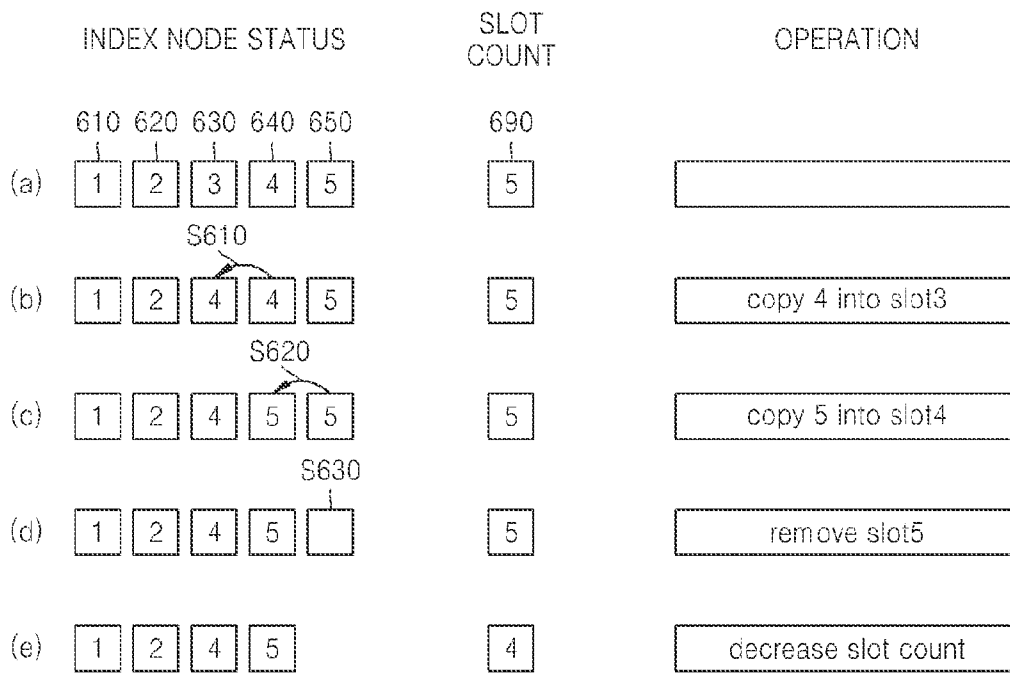 INDEX NODE STATUS SLOT COUNT OPERATION
610 620 630 640 650 690
(a) 1 2 3 4 5 5
S610
(b) 1 2 4 4 5 5 copy 4 into slot3
S620
(c) 1 2 4 5 5 5 copy 5 into slot4
S630
(d) 1 2 4 5 5 remove slot5
(e) 1 2 4 5 4 decrease slot count